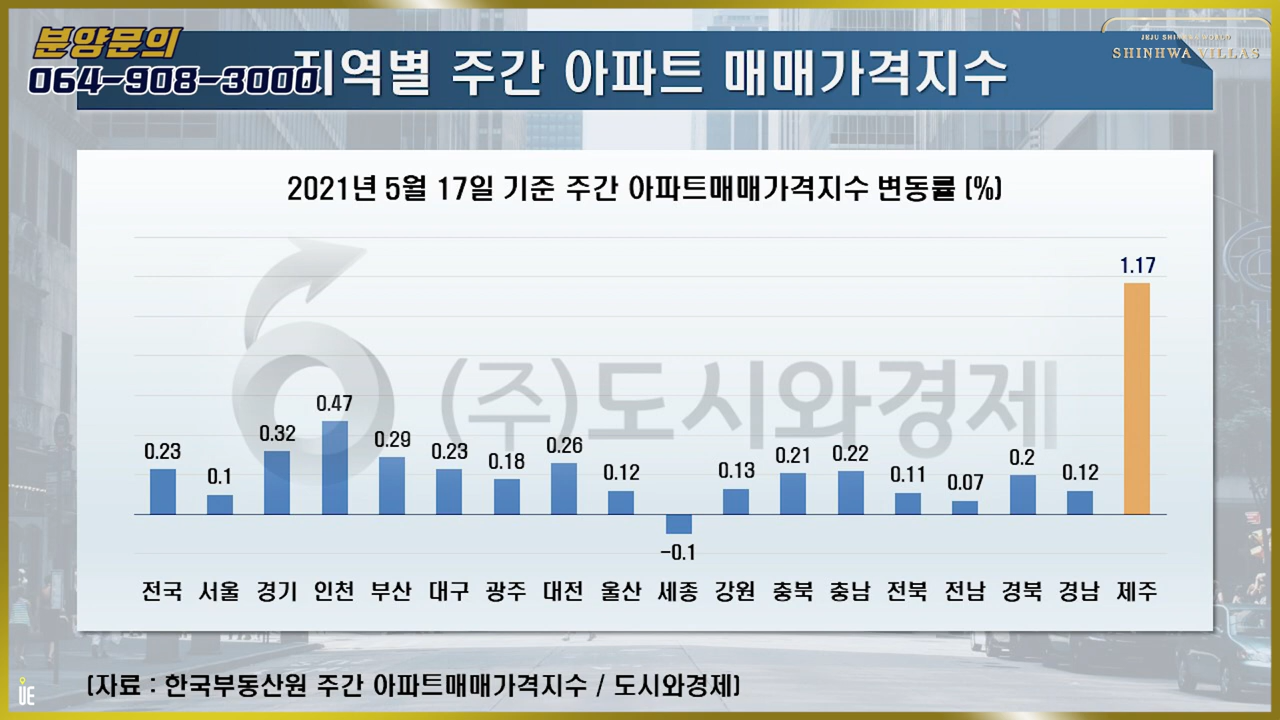 분양문의
064-908-3000
지역별 주간 아파트 매매가격지수
JEJU SHINHWA WORLD
SHINHWA VILLAS
2021년 5월 17일 기준 주간 아파트매매가격지수 변동률 (%)
(주)도시와경제
0.23 0.1 0.32 0.47 0.29 0.23 0.18 0.26 0.12 -0.1 0.13 0.21 0.22 0.11 0.07 0.2 0.12 1.17
전국 서울 경기 인천 부산 대구 광주 대전 울산 세종 강원 충북 충남 전북 전남 경북 경남 제주
(자료 : 한국부동산원 주간 아파트매매가격지수 / 도시와경제)
UE